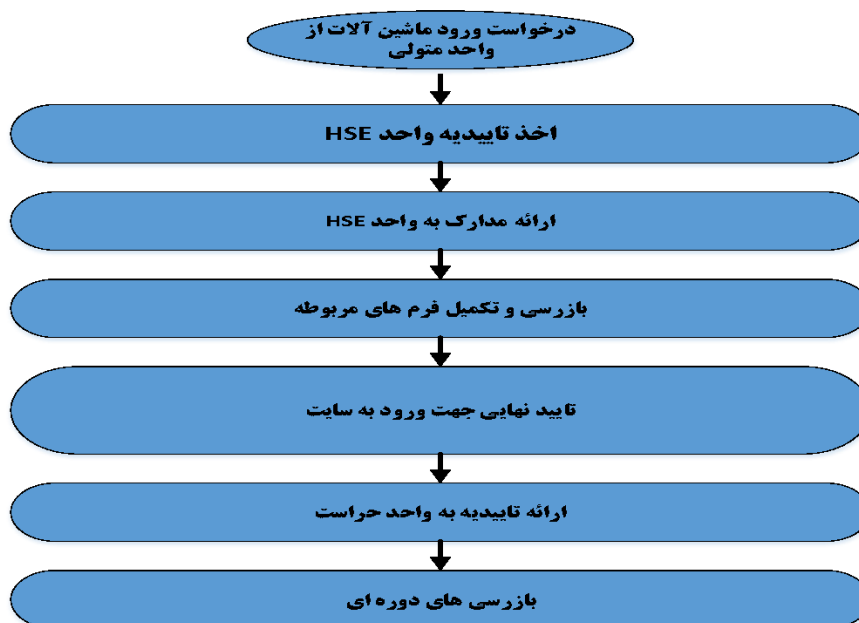 درخواست ورود ماشین آلات از
واحد متولی
اخذ تاییدیه واحد HSE
ارائه مدارک به واحد HSE
بازرسی و تکمیل فرم های مربوطه
تایید نهایی جهت ورود به سایت
ارائه تاییدیه به واحد حراست
بازرسی های دوره ای